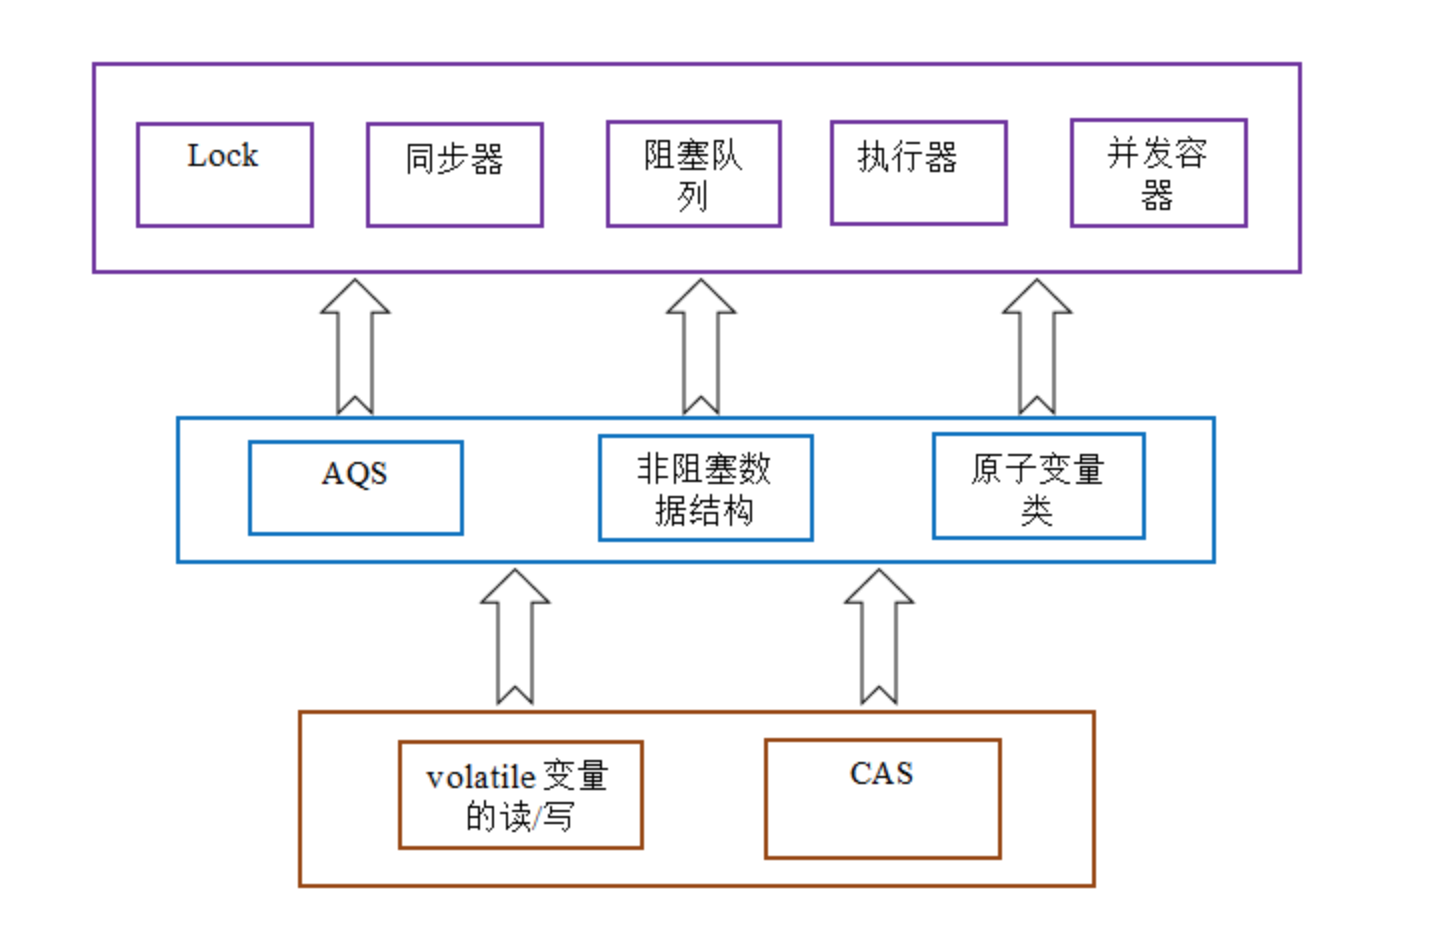 Lock
同步器
阻塞队
列
执行器
并发容
器
AQS
非阻塞数
据结构
原子变量
类
volatile 变量
的读/写
CAS